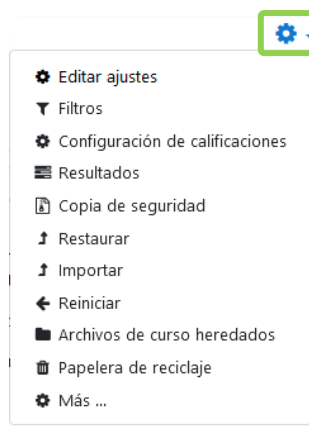 Editar ajustes
Filtros
Configuración de calificaciones
Resultados
Copia de seguridad
Restaurar
Importar
Reiniciar
Archivos de curso heredados
Papelera de reciclaje
Más ...